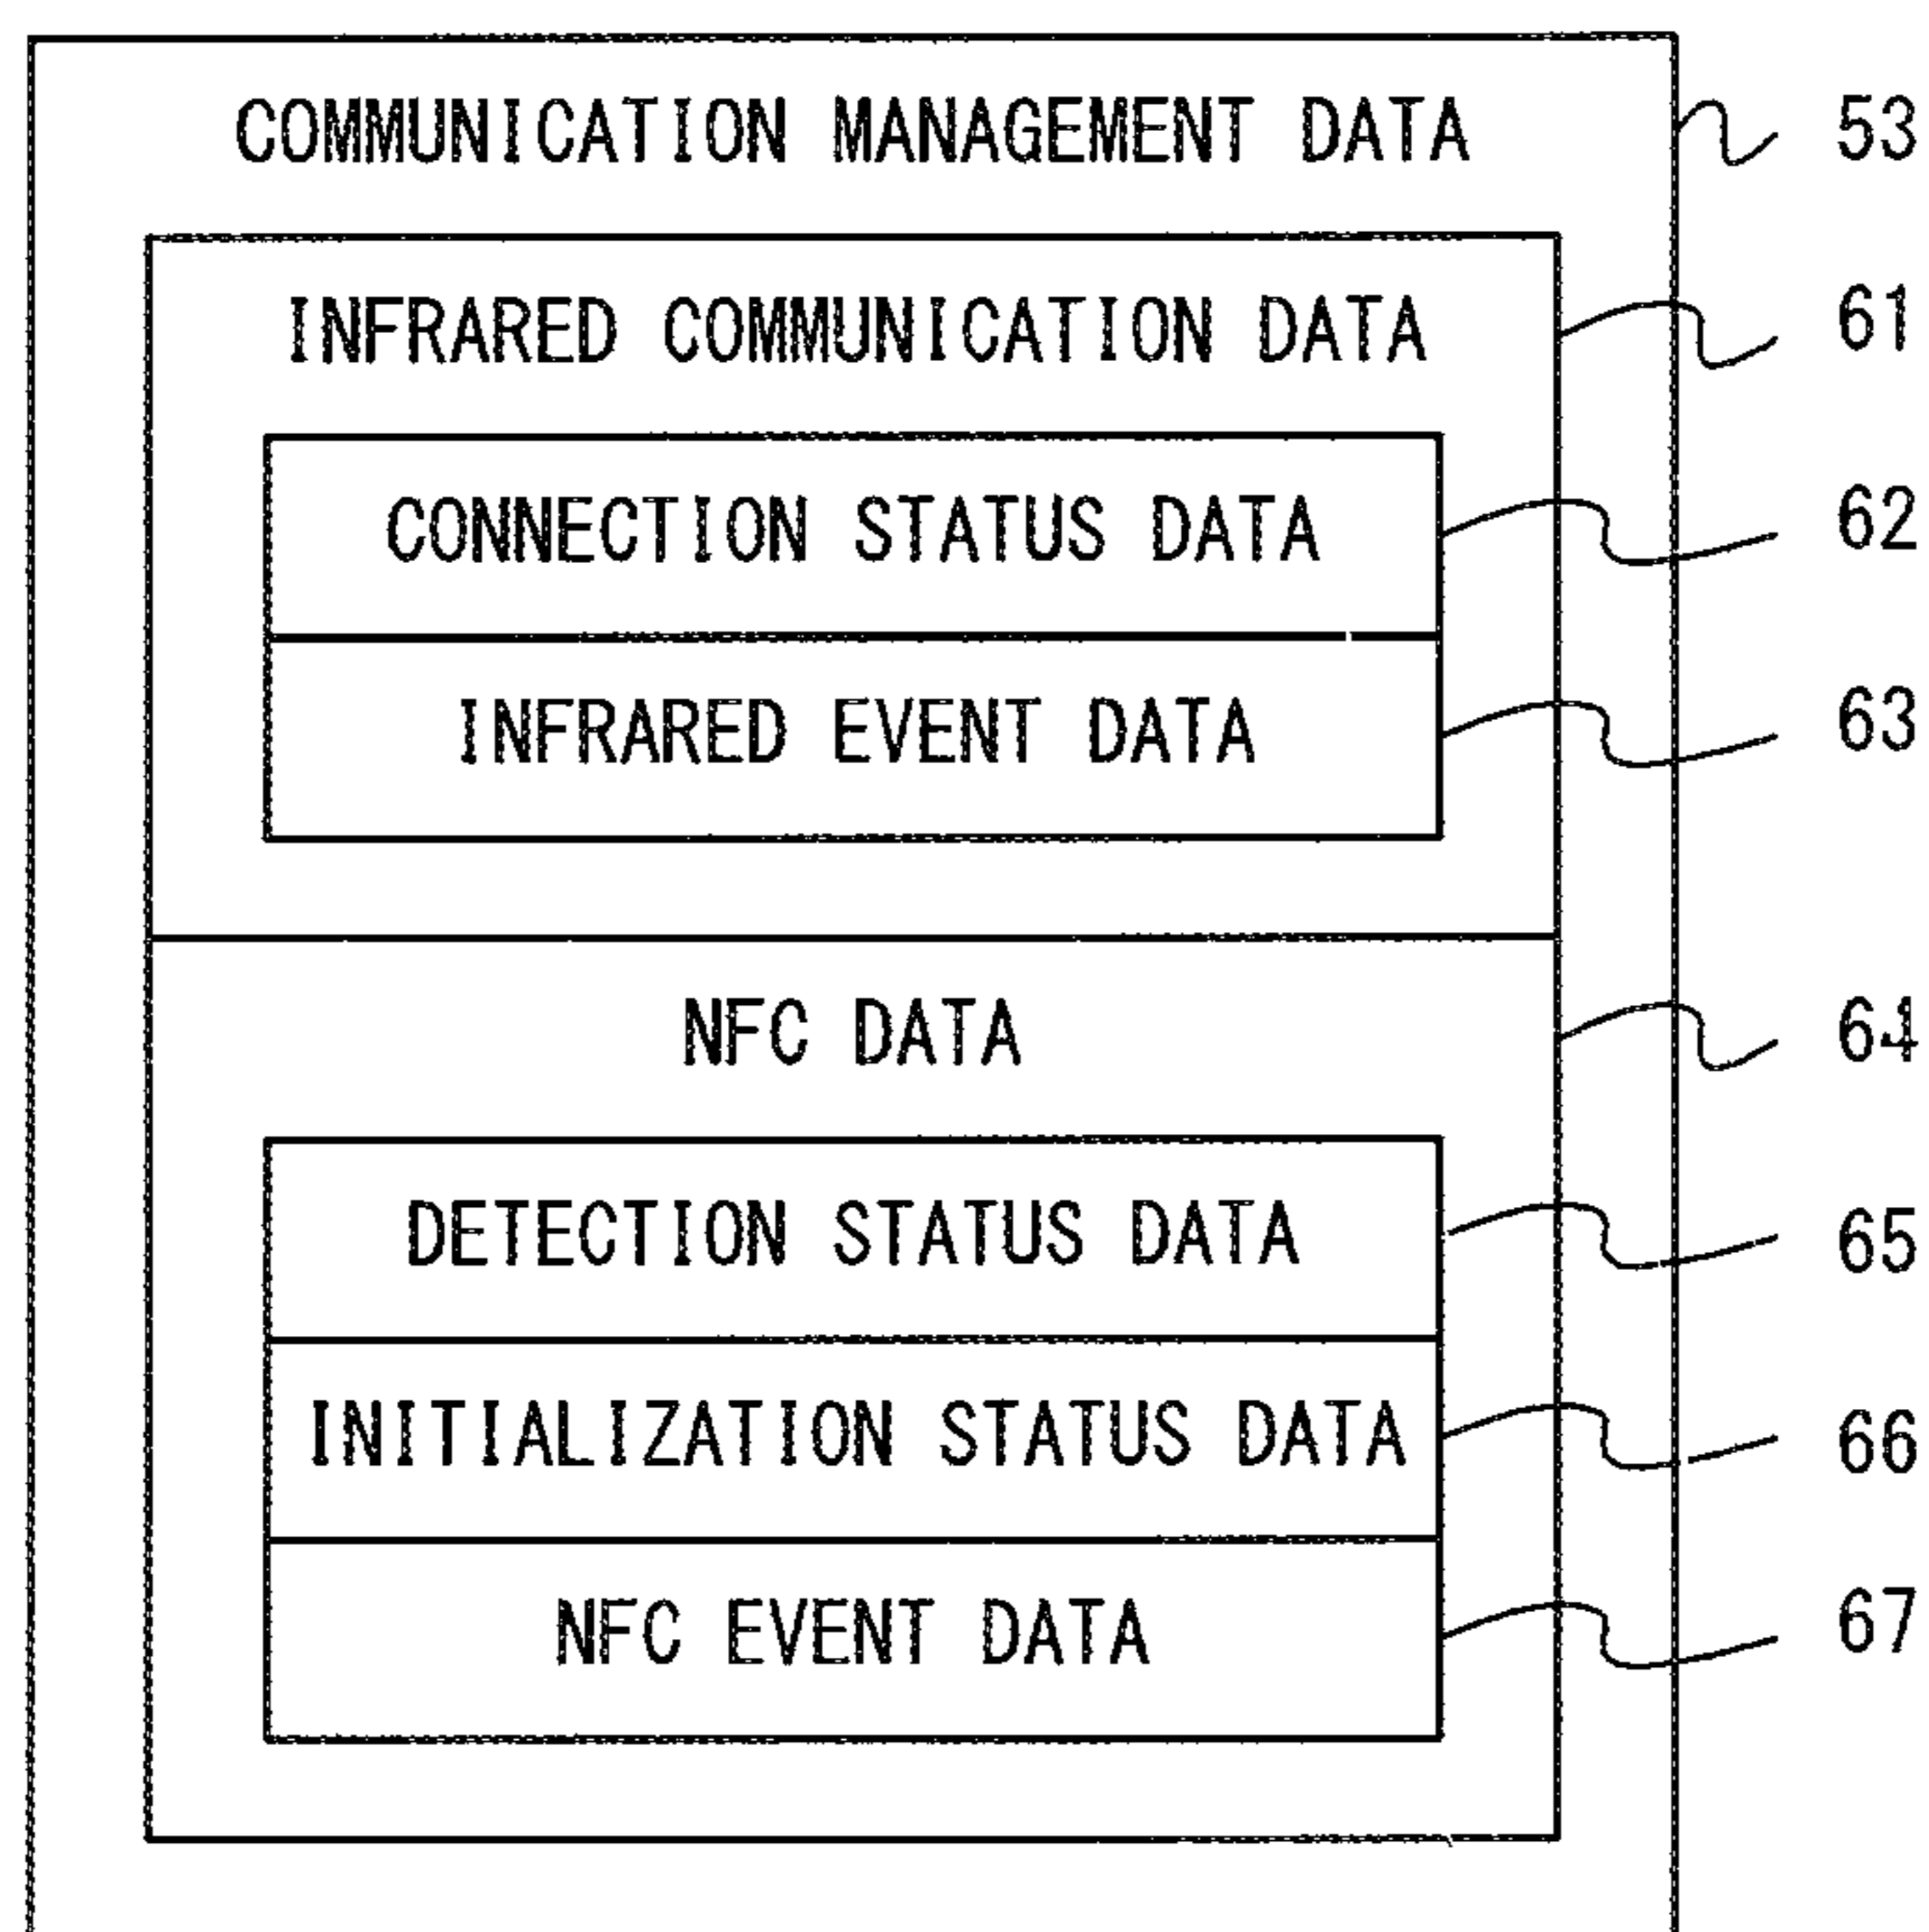 COMMUNICATION MANAGEMENT DATA 53
INFRARED COMMUNICATION DATA 61
CONNECTION STATUS DATA 62
INFRARED EVENT DATA 63
NFC DATA 64
DETECTION STATUS DATA 65
INITIALIZATION STATUS DATA 66
NFC EVENT DATA 67